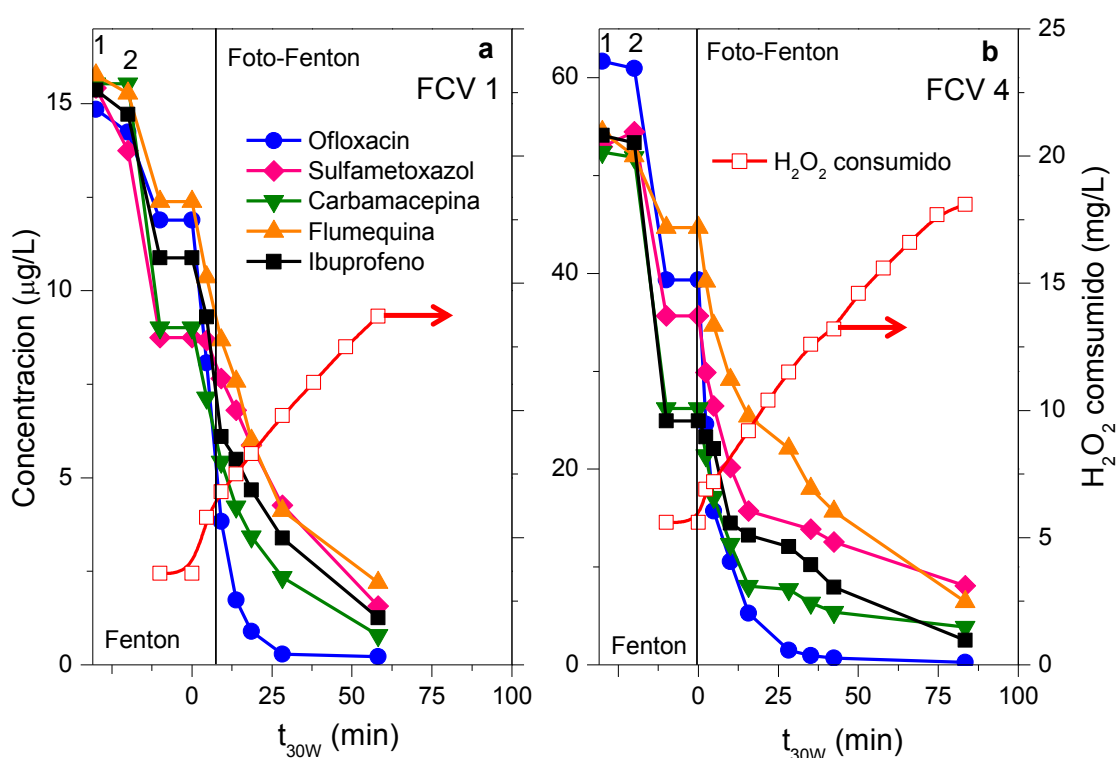 1
2
Foto-Fenton
a
FCV 1
Ofloxacin
Sulfametoxazol
Carbamacepina
Flumequina
Ibuprofeno
Fenton
15
10
5
0
0
25
50
75
100
Concentracion (µg/L)
t30W (min)
1
2
Foto-Fenton
b
FCV 4
H2O2 consumido
Fenton
60
40
20
0
0
25
50
75
100
t30W (min)
25
20
15
10
5
0
H2O2 comsumido (mg/L)